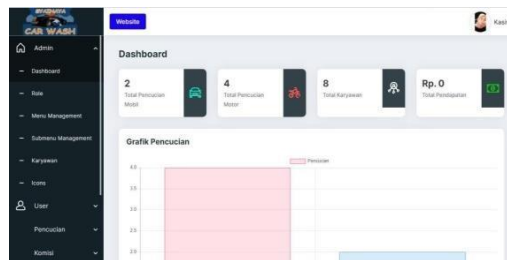 CAR WASH
Website
Kasi
Admin
Dashboard
Role
Menu Management
Submenu Management
Karyawan
Icons
User
Pencucian
Komisi
Dashboard
2
Total Pencucian
Mobil
4
Total Pencucian
Motor
8
Total Karyawan
Rp. 0
Total Pendapatan
Grafik Pencucian
Pencucian
4.0
3.5
3.0
2.5
2.0